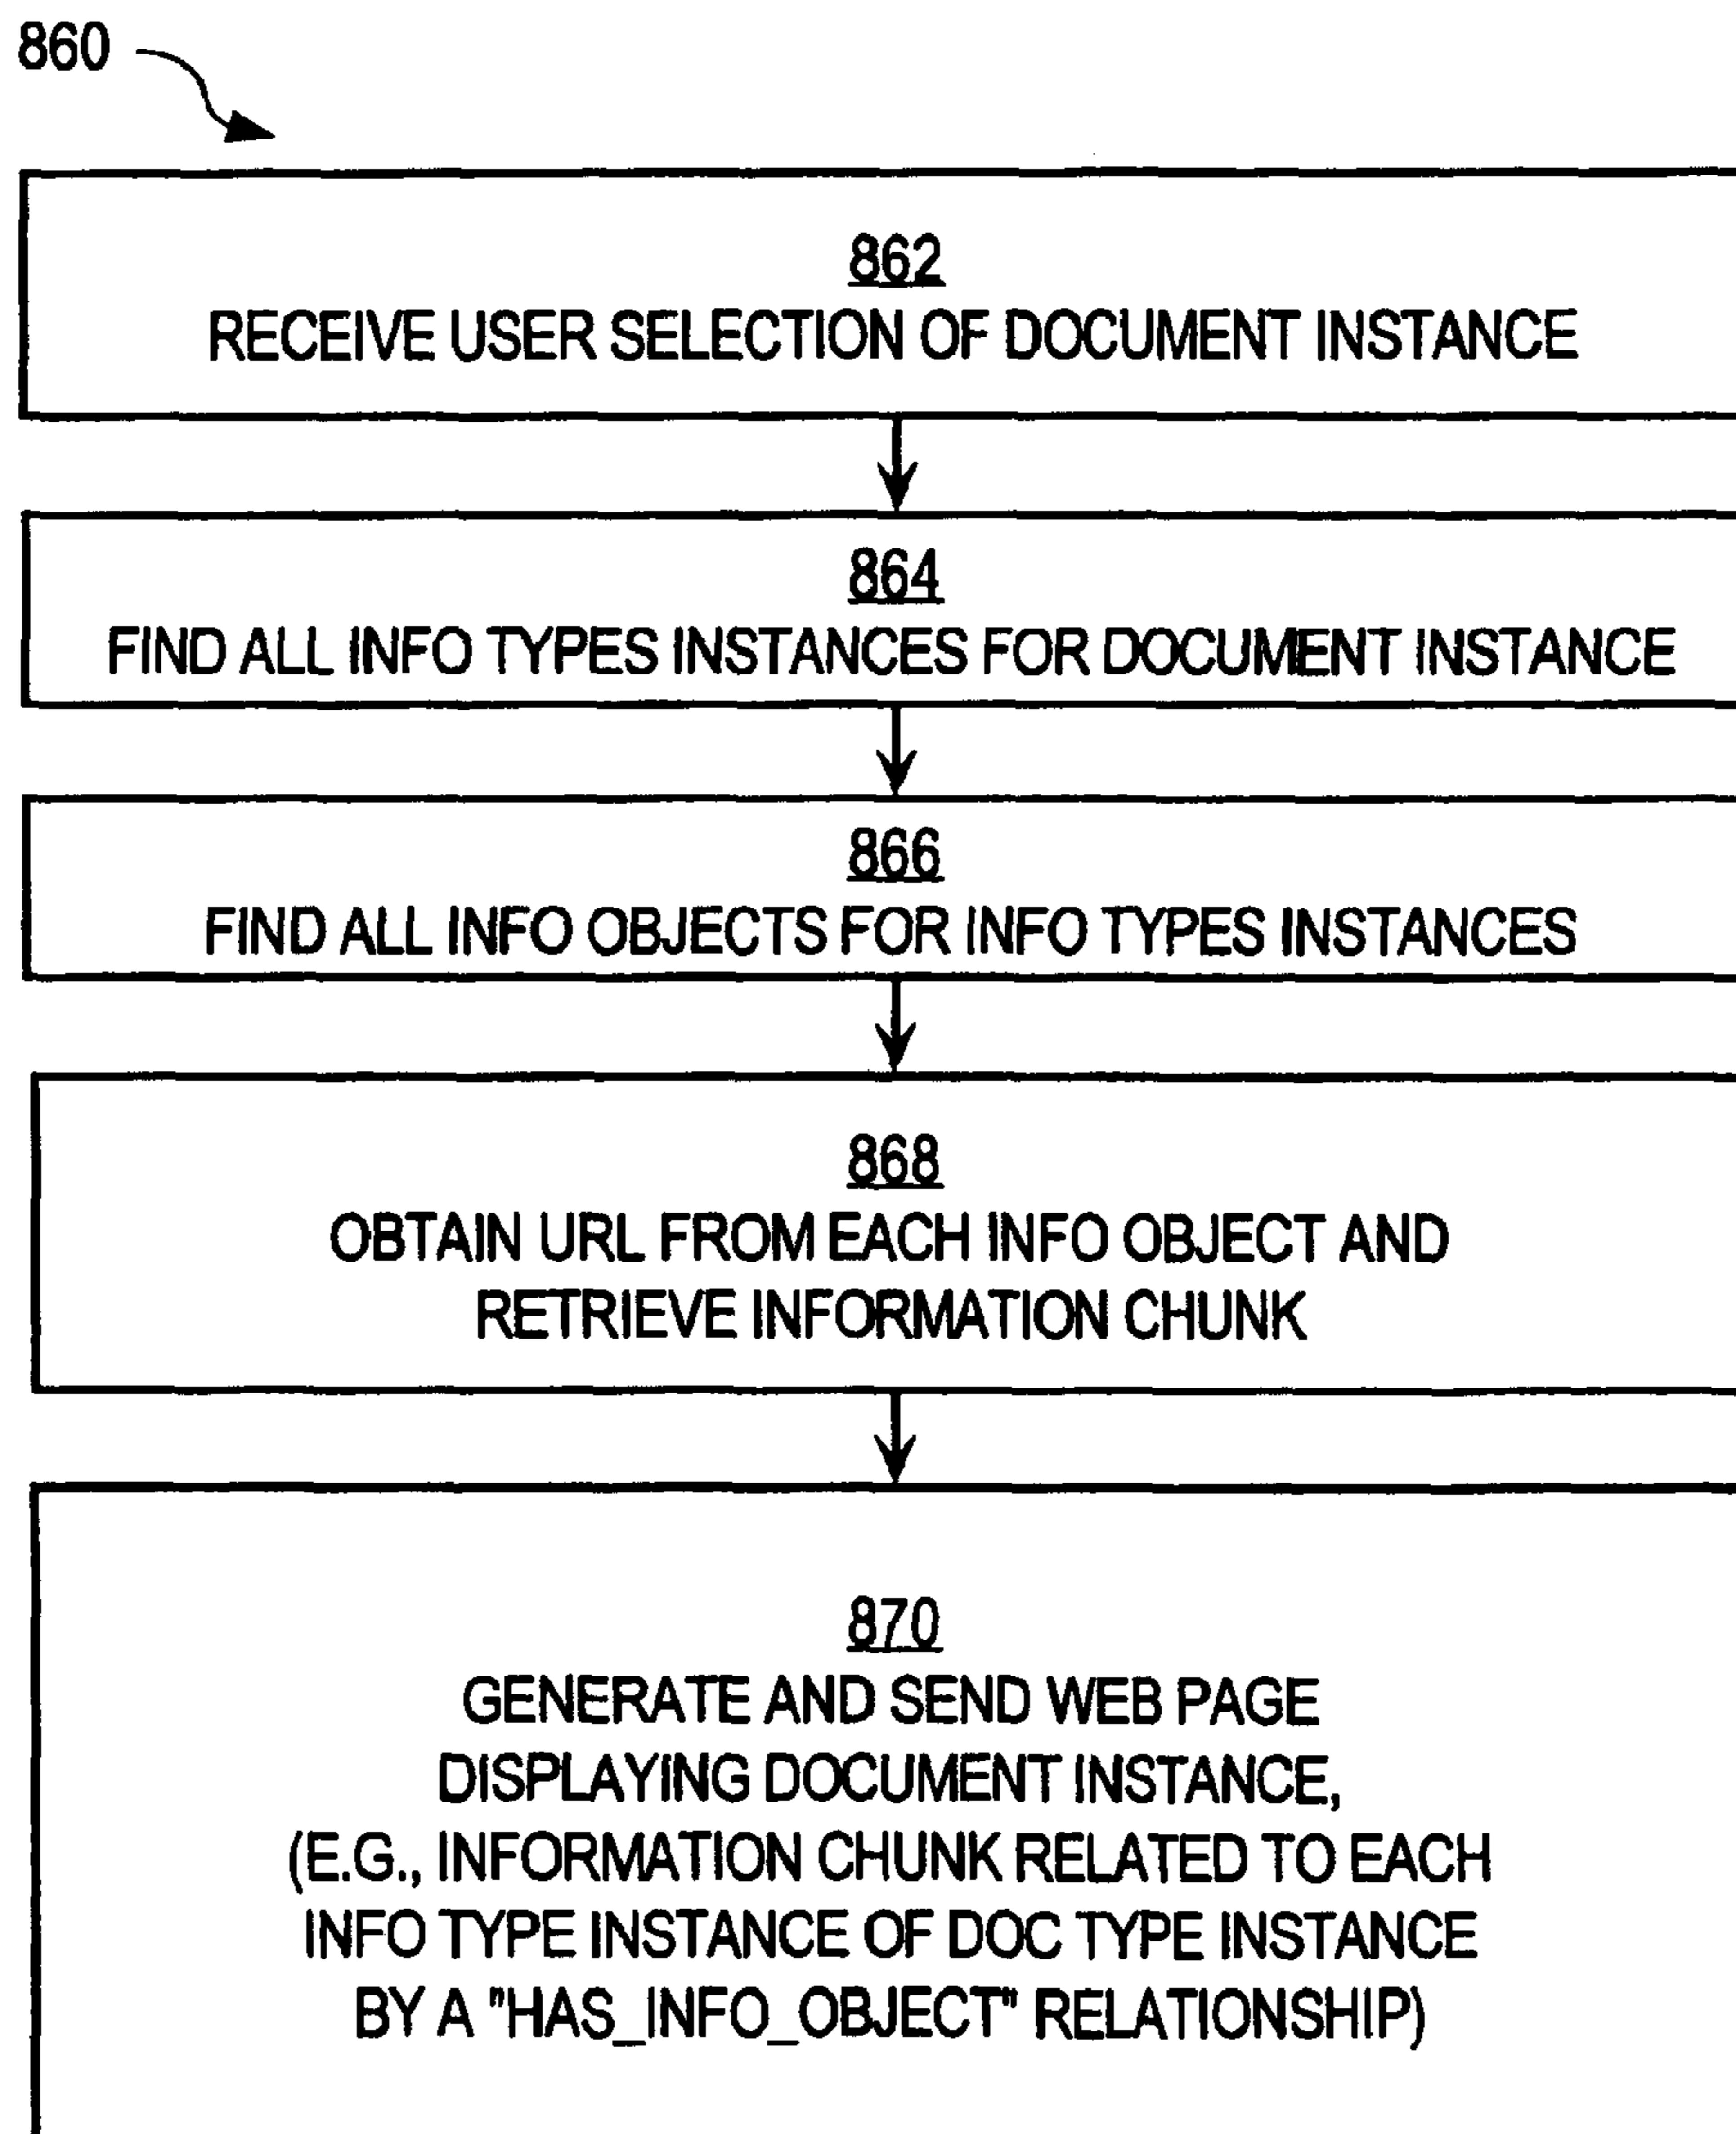 860
862
RECEIVE USER SELECTION OF DOCUMENT INSTANCE
864
FIND ALL INFO TYPES INSTANCES FOR DOCUMENT INSTANCE
866
FIND ALL INFO OBJECTS FOR INFO TYPES INSTANCES
868
OBTAIN URL FROM EACH INFO OBJECT AND
RETRIEVE INFORMATION CHUNK
870
GENERATE AND SEND WEB PAGE
DISPLAYING DOCUMENT INSTANCE,
(E.G., INFORMATION CHUNK RELATED TO EACH
INFO TYPE INSTANCE OF DOC TYPE INSTANCE
BY A "HAS_INFO_OBJECT" RELATIONSHIP)